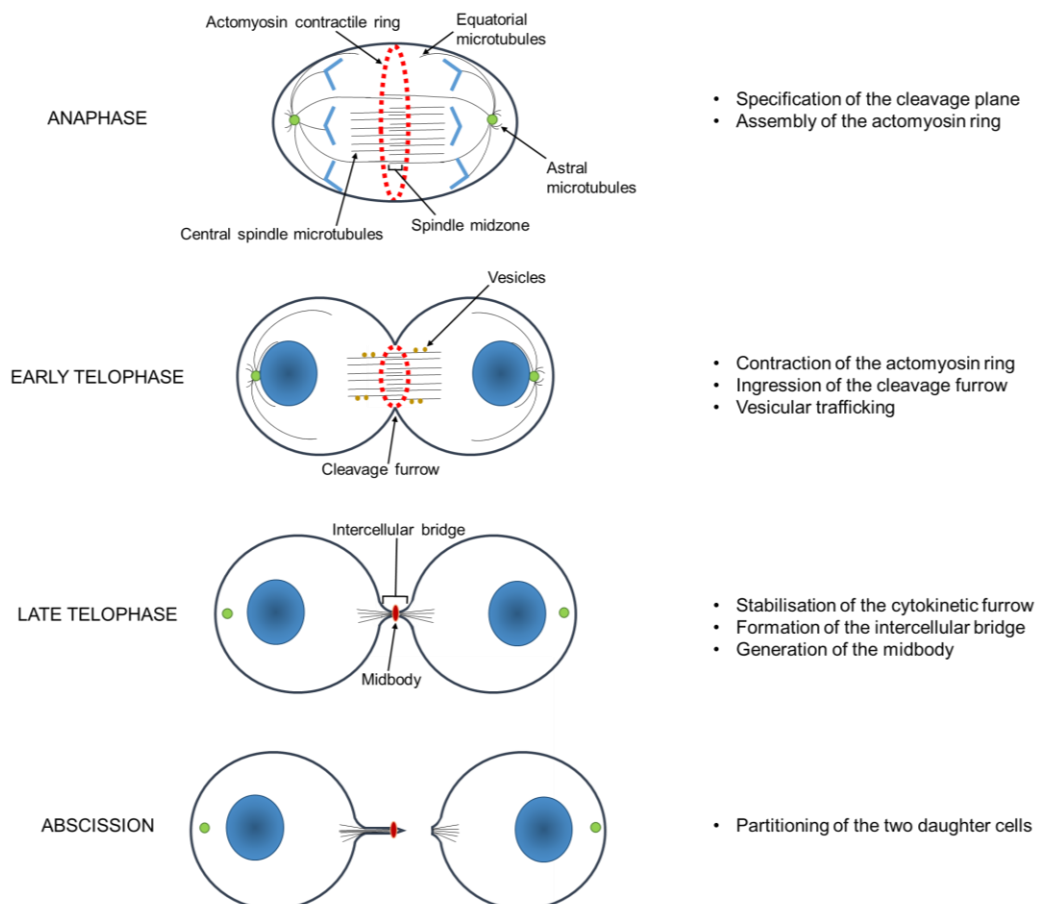 Actomyosin contractile ring
Equatorial
microtubules
ANAPHASE
• Specification of the cleavage plane
• Assembly of the actomyosin ring
Astral
microtubules
Central spindle microtubules
Spindle midzone
Vesicles
EARLY TELOPHASE
• Contraction of the actomyosin ring
• Ingression of the cleavage furrow
• Vesicular trafficking
Cleavage furrow
Intercellular bridge
LATE TELOPHASE
• Stabilisation of the cytokinetic furrow
• Formation of the intercellular bridge
• Generation of the midbody
Midbody
ABSCISSION
• Partitioning of the two daughter cells